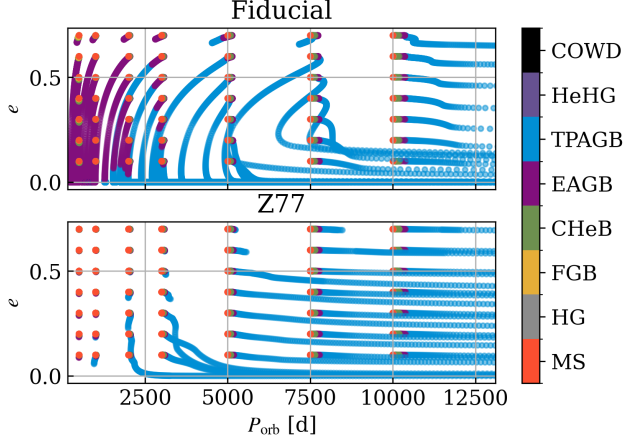 Fiducial
e
0.5
0.0
Z77
e
0.5
0.0
2500 5000 7500 10000 12500
P_orb [d]
COWD
HeHG
TPAGB
EAGB
CHeB
FGB
HG
MS